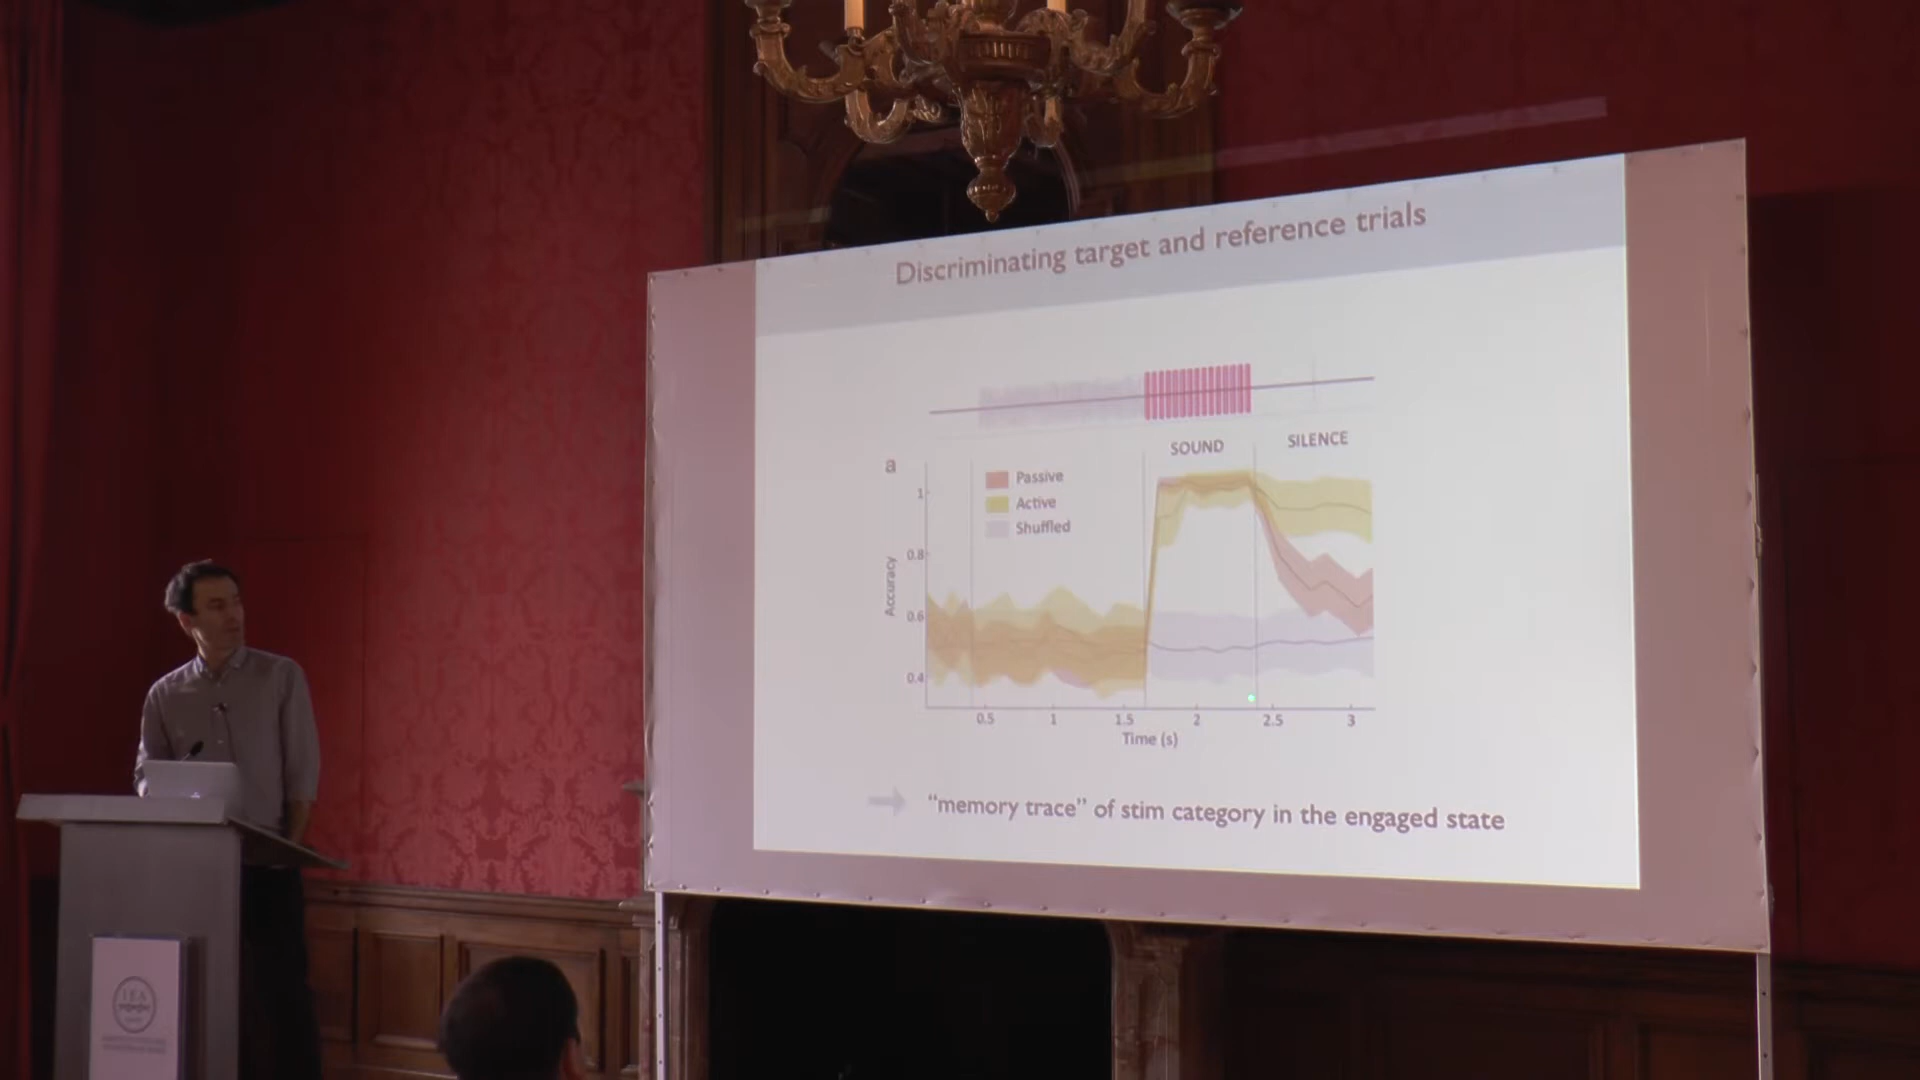 Discriminating target and reference trials
SOUND
SILENCE
a
Passive
Active
Shuffled
1
0.8
0.6
0.4
Accuracy
0.5
1
1.5
2
2.5
3
Time (s)
“memory trace” of stim category in the engaged state
IEA